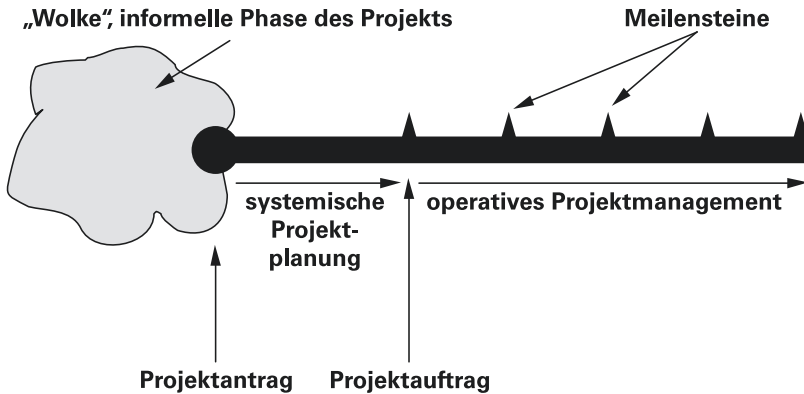 „Wolke“, informelle Phase des Projekts
Meilensteine
systemische
Projekt-
planung
operatives Projektmanagement
Projektantrag
Projektauftrag